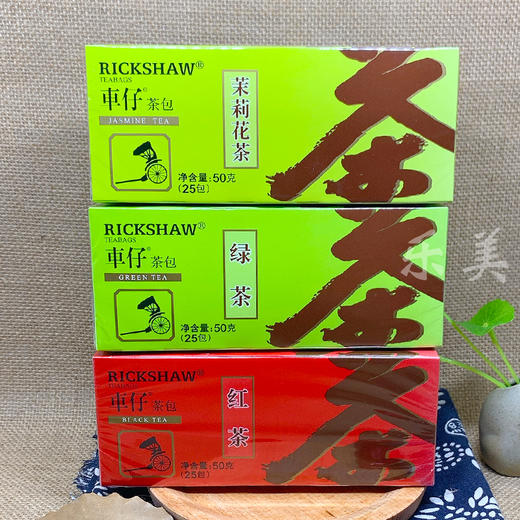 RICKSHAW®
TEABAGS
車仔®茶包
JASMINE TEA
茉莉花茶
净含量:50克
(25包)
茶
RICKSHAW®
TEABAGS
車仔®茶包
GREEN TEA
绿茶
净含量:50克
(25包)
茶
RICKSHAW®
TEABAGS
車仔®茶包
BLACK TEA
红茶
净含量:50克
(25包)
茶
乐美